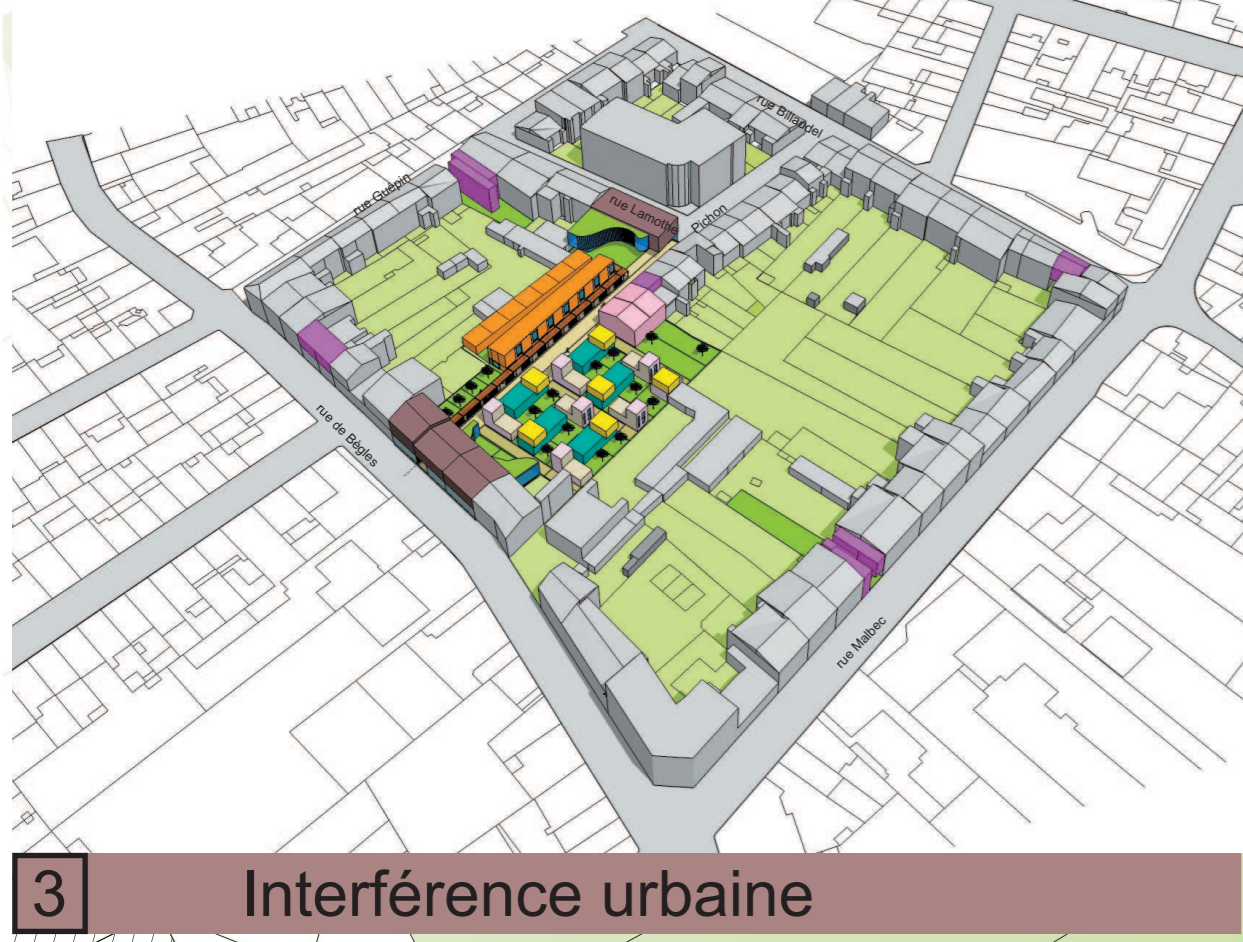 rue Billaudel
rue Guépin
rue Lamothe
Pichon
rue de Bègles
rue Malbec
3 Interférence urbaine